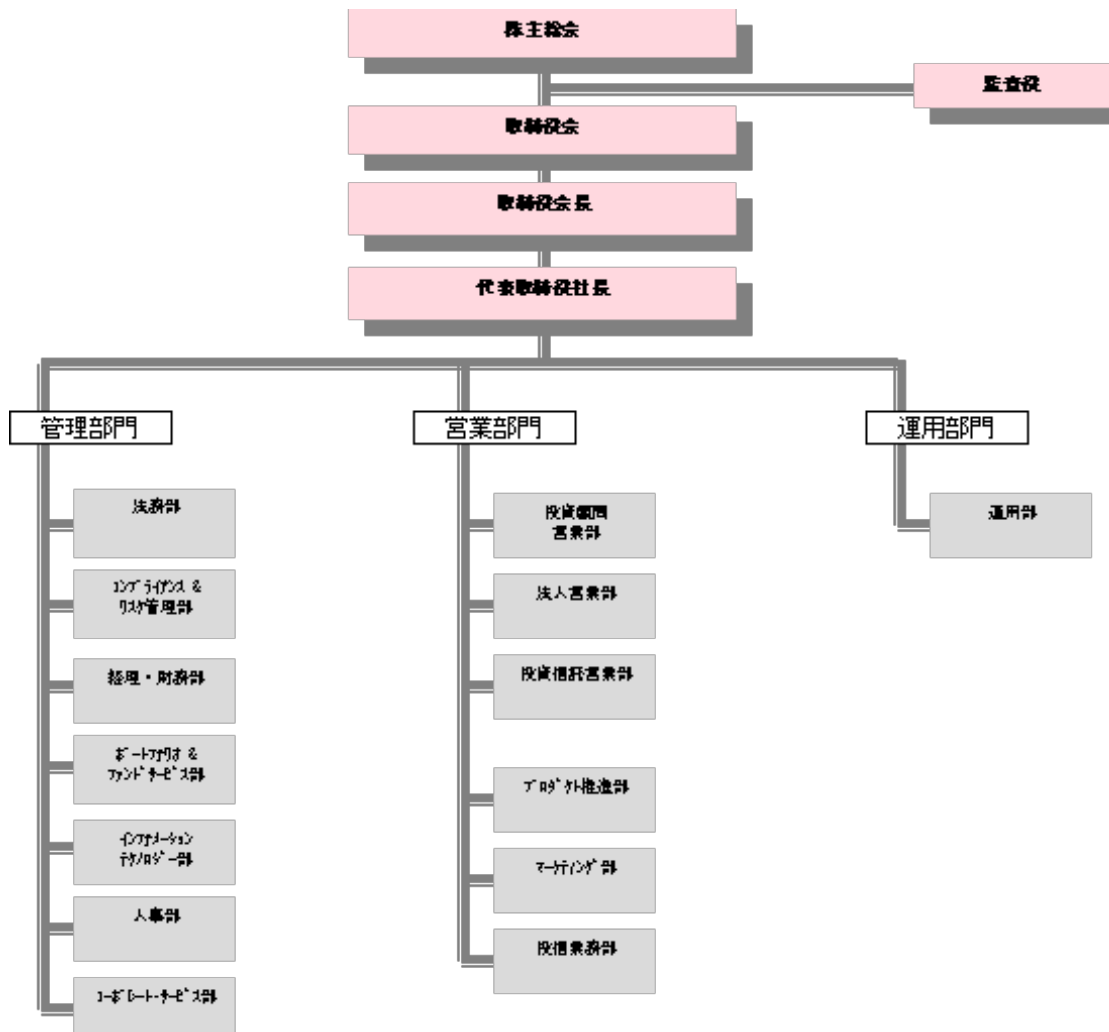 株主総会
監査役
取締役会
取締役会長
代表取締役社長
管理部門
営業部門
運用部門
法務部
ｺﾝﾌﾟﾗｲｱﾝｽ &
ﾘｽｸ管理部
経理・財務部
ﾎﾟｰﾄﾌｫﾘｵ &
ﾌｧﾝﾄﾞｻｰﾋﾞｽ部
ｲﾝﾌｫﾒｰｼｮﾝ
ﾃｸﾉﾛｼﾞｰ部
人事部
ｺｰﾎﾟﾚｰﾄ･ｻｰﾋﾞｽ部
投資顧問
営業部
法人営業部
投資信託営業部
ﾌﾟﾛﾀﾞｸﾄ推進部
ﾏｰｹﾃｨﾝｸﾞ部
投信業務部
運用部